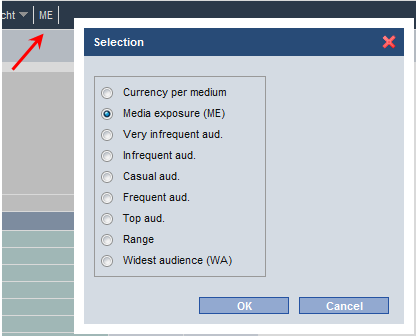 cht ME
Selection
Currency per medium
Media exposure (ME)
Very infrequent aud.
Infrequent aud.
Casual aud.
Frequent aud.
Top aud.
Range
Widest audience (WA)
OK Cancel